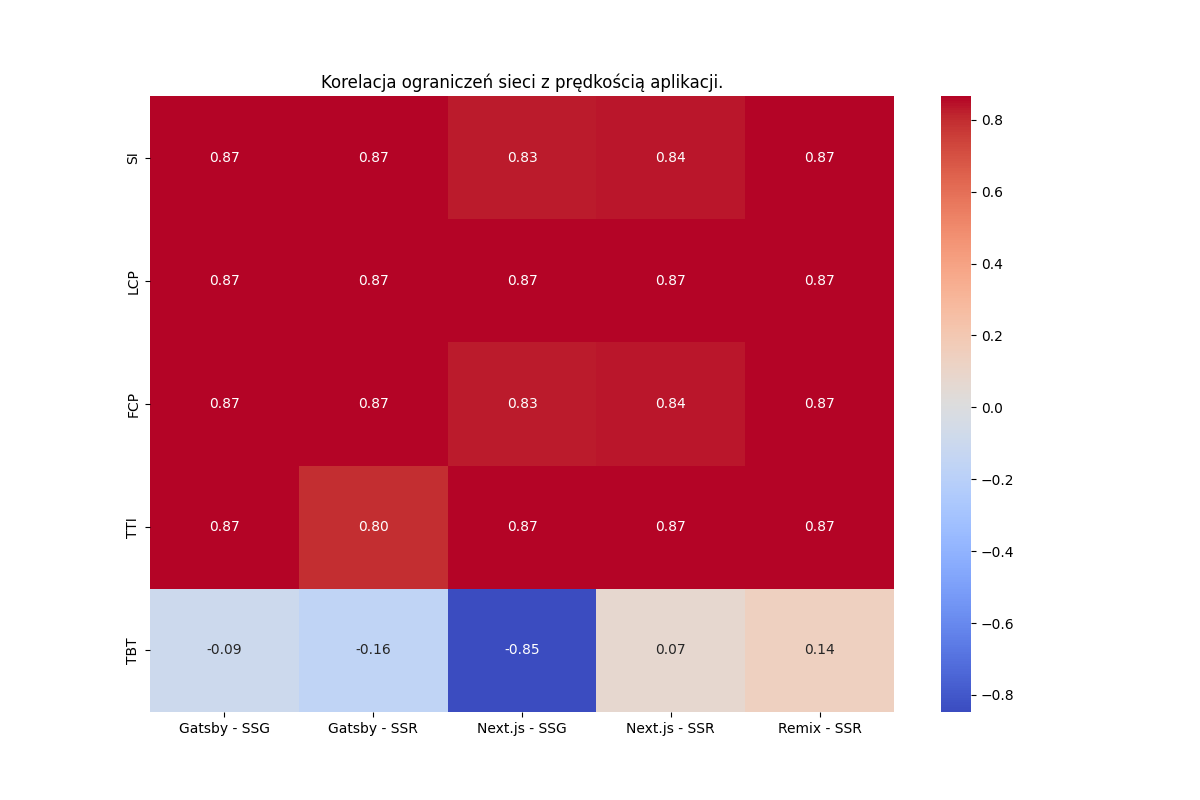 Korelacja ograniczeń sieci z prędkością aplikacji.
SI 0.87 0.87 0.83 0.84 0.87
LCP 0.87 0.87 0.87 0.87 0.87
FCP 0.87 0.87 0.83 0.84 0.87
TTI 0.87 0.80 0.87 0.87 0.87
TBT -0.09 -0.16 -0.85 0.07 0.14
Gatsby - SSG Gatsby - SSR Next.js - SSG Next.js - SSR Remix - SSR
0.8
0.6
0.4
0.2
0.0
−0.2
−0.4
−0.6
−0.8